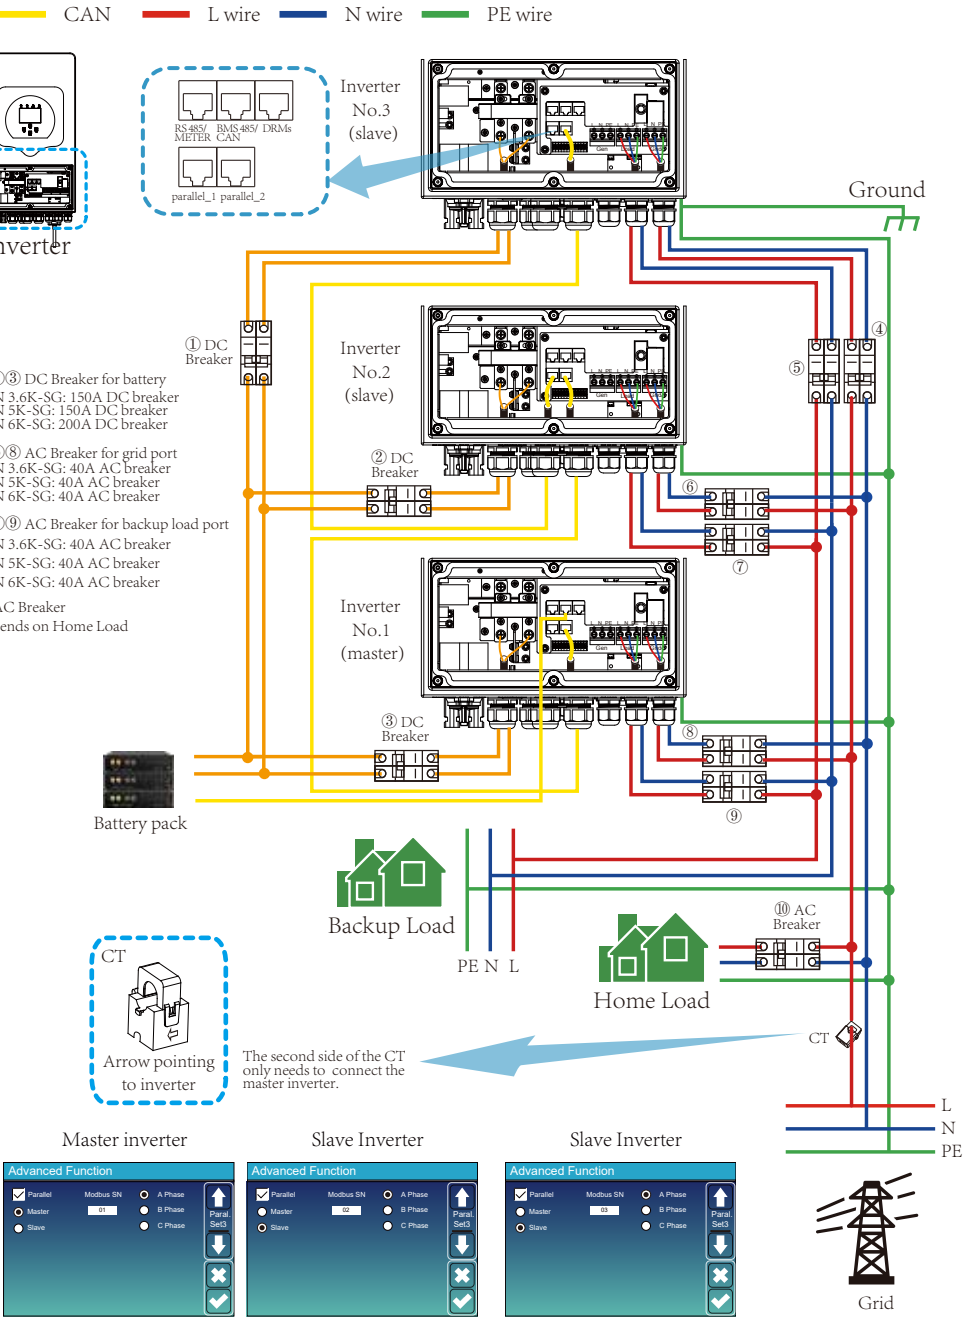 CAN L wire N wire PE wire
RS 485/ METER
BMS 485/ CAN
DRMs
parallel_1 parallel_2
Inverter
No.3
(slave)
Ground
① DC
Breaker
④
⑤
Inverter
No.2
(slave)
③ DC Breaker for battery
3.6K-SG: 150A DC breaker
5K-SG: 150A DC breaker
6K-SG: 200A DC breaker
⑧ AC Breaker for grid port
3.6K-SG: 40A AC breaker
5K-SG: 40A AC breaker
6K-SG: 40A AC breaker
⑨ AC Breaker for backup load port
3.6K-SG: 40A AC breaker
5K-SG: 40A AC breaker
6K-SG: 40A AC breaker
AC Breaker
ends on Home Load
② DC
Breaker
⑥
⑦
Inverter
No.1
(master)
Gen Load Grid
L N PE L N PE L N PE
③ DC
Breaker
⑧
⑨
Battery pack
Backup Load
PE N L
⑩ AC
Breaker
Home Load
CT
Arrow pointing
to inverter
The second side of the CT
only needs to connect the
master inverter.
CT
L
N
PE
Grid
Master inverter
Advanced Function
Parallel Modbus SN A Phase
Master 01 B Phase
Slave C Phase
Paral.
Set3
Slave Inverter
Advanced Function
Parallel Modbus SN A Phase
Master 02 B Phase
Slave C Phase
Paral.
Set3
Slave Inverter
Advanced Function
Parallel Modbus SN A Phase
Master 03 B Phase
Slave C Phase
Paral.
Set3